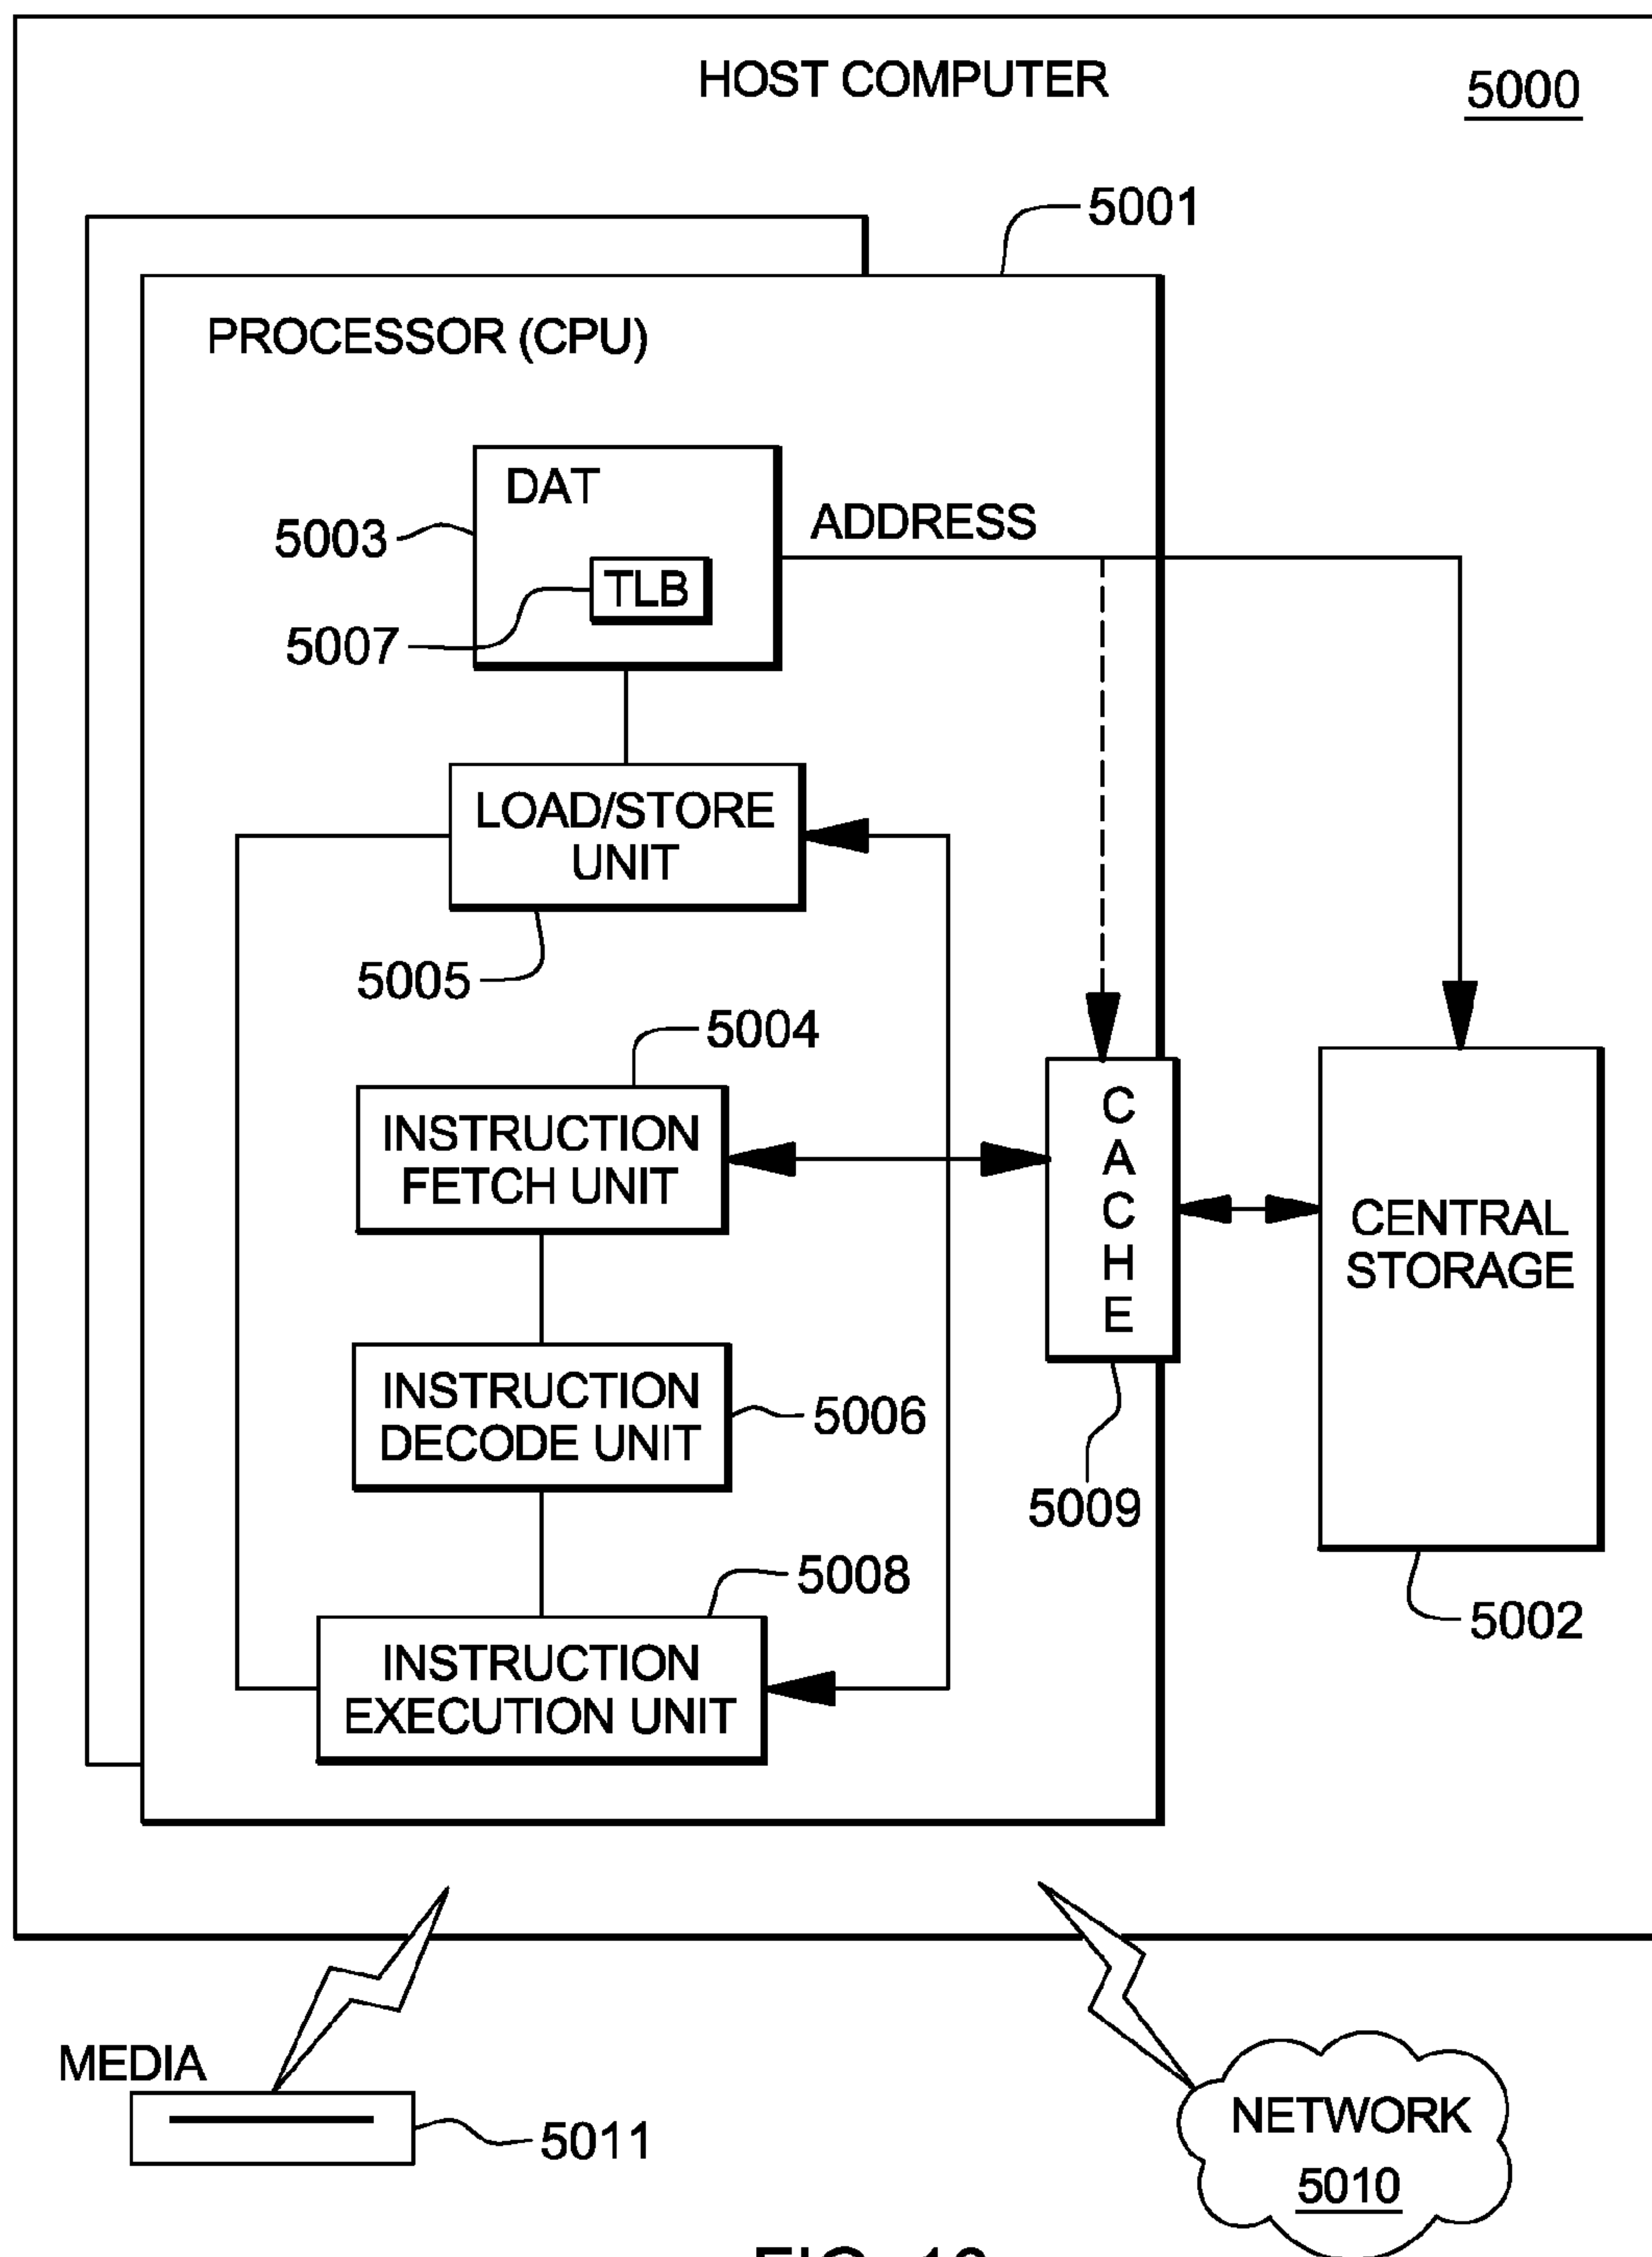 HOST COMPUTER
5000
5001
PROCESSOR (CPU)
DAT
ADDRESS
5003
TLB
5007
LOAD/STORE
UNIT
5005
5004
INSTRUCTION
FETCH UNIT
CACHE
CENTRAL
STORAGE
INSTRUCTION
DECODE UNIT
5006
5009
5008
5002
INSTRUCTION
EXECUTION UNIT
MEDIA
5011
NETWORK
5010